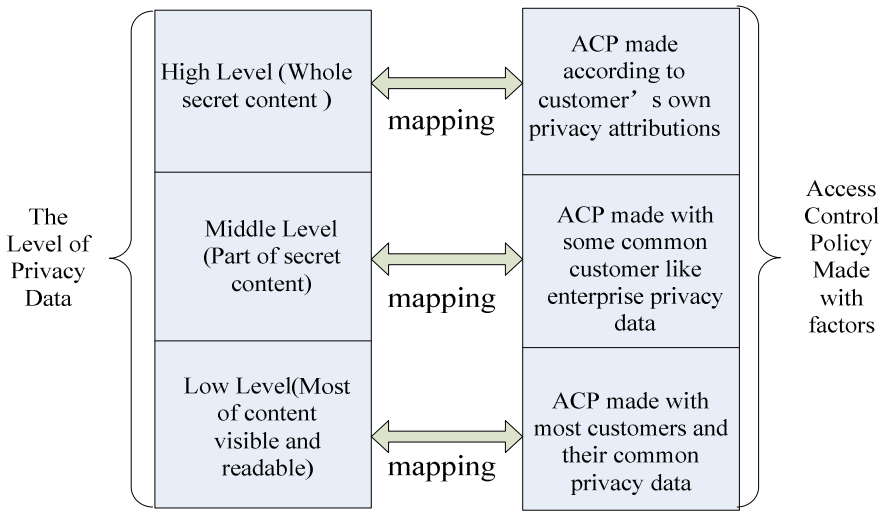 The
Level of
Privacy
Data
High Level (Whole
secret content )
mapping
ACP made
according to
customer’s own
privacy attributions
Middle Level
(Part of secret
content)
mapping
ACP made with
some common
customer like
enterprise privacy
data
Low Level(Most
of content
visible and
readable)
mapping
ACP made with
most customers and
their common
privacy data
Access
Control
Policy
Made
with
factors